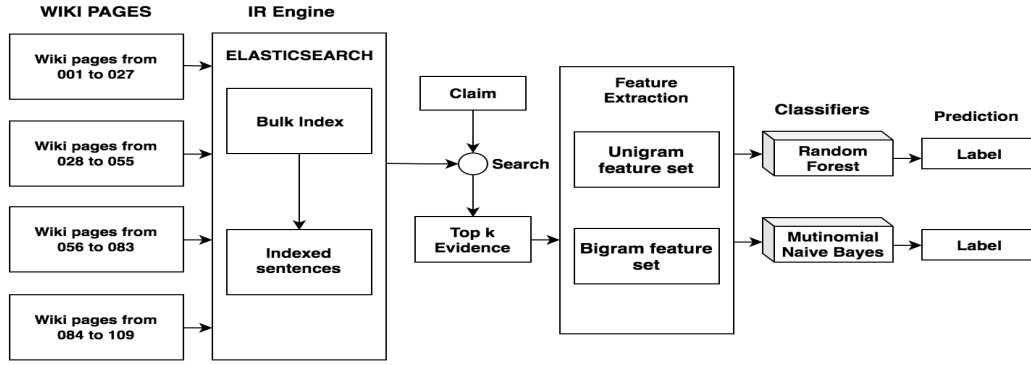 WIKI PAGES
Wiki pages from
001 to 027
Wiki pages from
028 to 055
Wiki pages from
056 to 083
Wiki pages from
084 to 109
IR Engine
ELASTICSEARCH
Bulk Index
Indexed
sentences
Claim
Search
Top k
Evidence
Feature
Extraction
Unigram
feature set
Bigram feature
set
Classifiers
Random
Forest
Mutinomial
Naive Bayes
Prediction
Label
Label